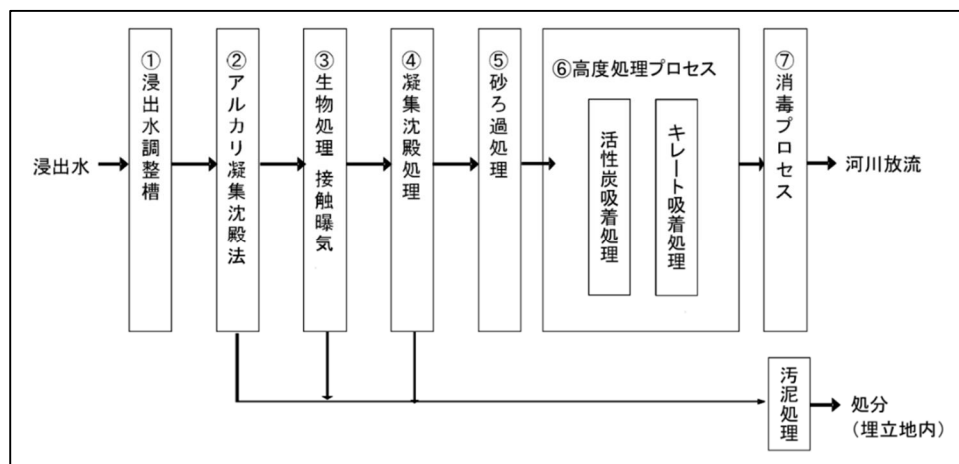 浸出水
①浸出水調整槽
②アルカリ凝集沈殿法
③生物処理 接触曝気
④凝集沈殿処理
⑤砂ろ過処理
⑥高度処理プロセス
活性炭吸着処理
キレート吸着処理
⑦消毒プロセス
河川放流
汚泥処理
処分
（埋立地内）